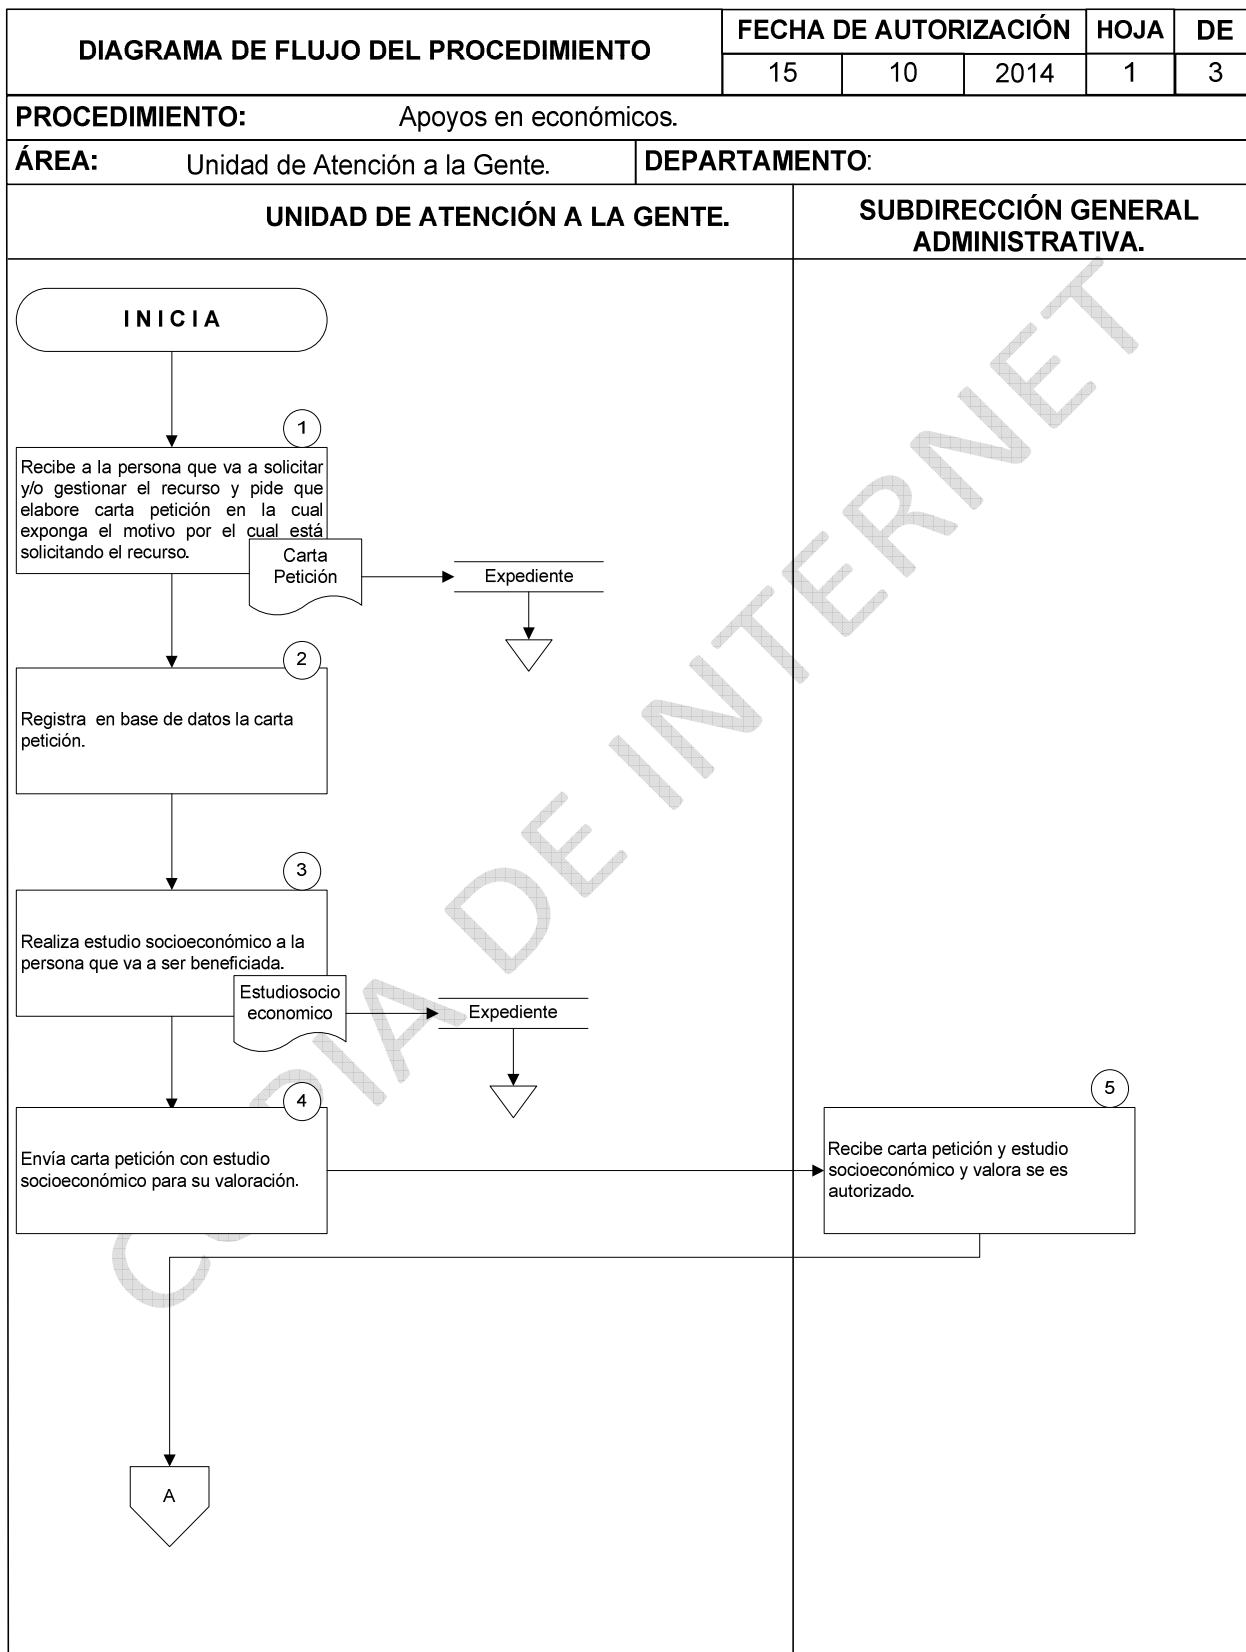 DIAGRAMA DE FLUJO DEL PROCEDIMIENTO
FECHA DE AUTORIZACIÓN
HOJA
DE
15
10
2014
1
3
PROCEDIMIENTO: Apoyos en económicos.
ÁREA: Unidad de Atención a la Gente.
DEPARTAMENTO:
UNIDAD DE ATENCIÓN A LA GENTE.
SUBDIRECCIÓN GENERAL
ADMINISTRATIVA.
INICIA
1
Recibe a la persona que va a solicitar
y/o gestionar el recurso y pide que
elabore carta petición en la cual
exponga el motivo por el cual está
solicitando el recurso.
Carta
Petición
Expediente
2
Registra en base de datos la carta
petición.
3
Realiza estudio socioeconómico a la
persona que va a ser beneficiada.
Estudiosocio
economico
Expediente
4
Envía carta petición con estudio
socioeconómico para su valoración.
5
Recibe carta petición y estudio
socioeconómico y valora se es
autorizado.
A
COPIA DE INTERNET